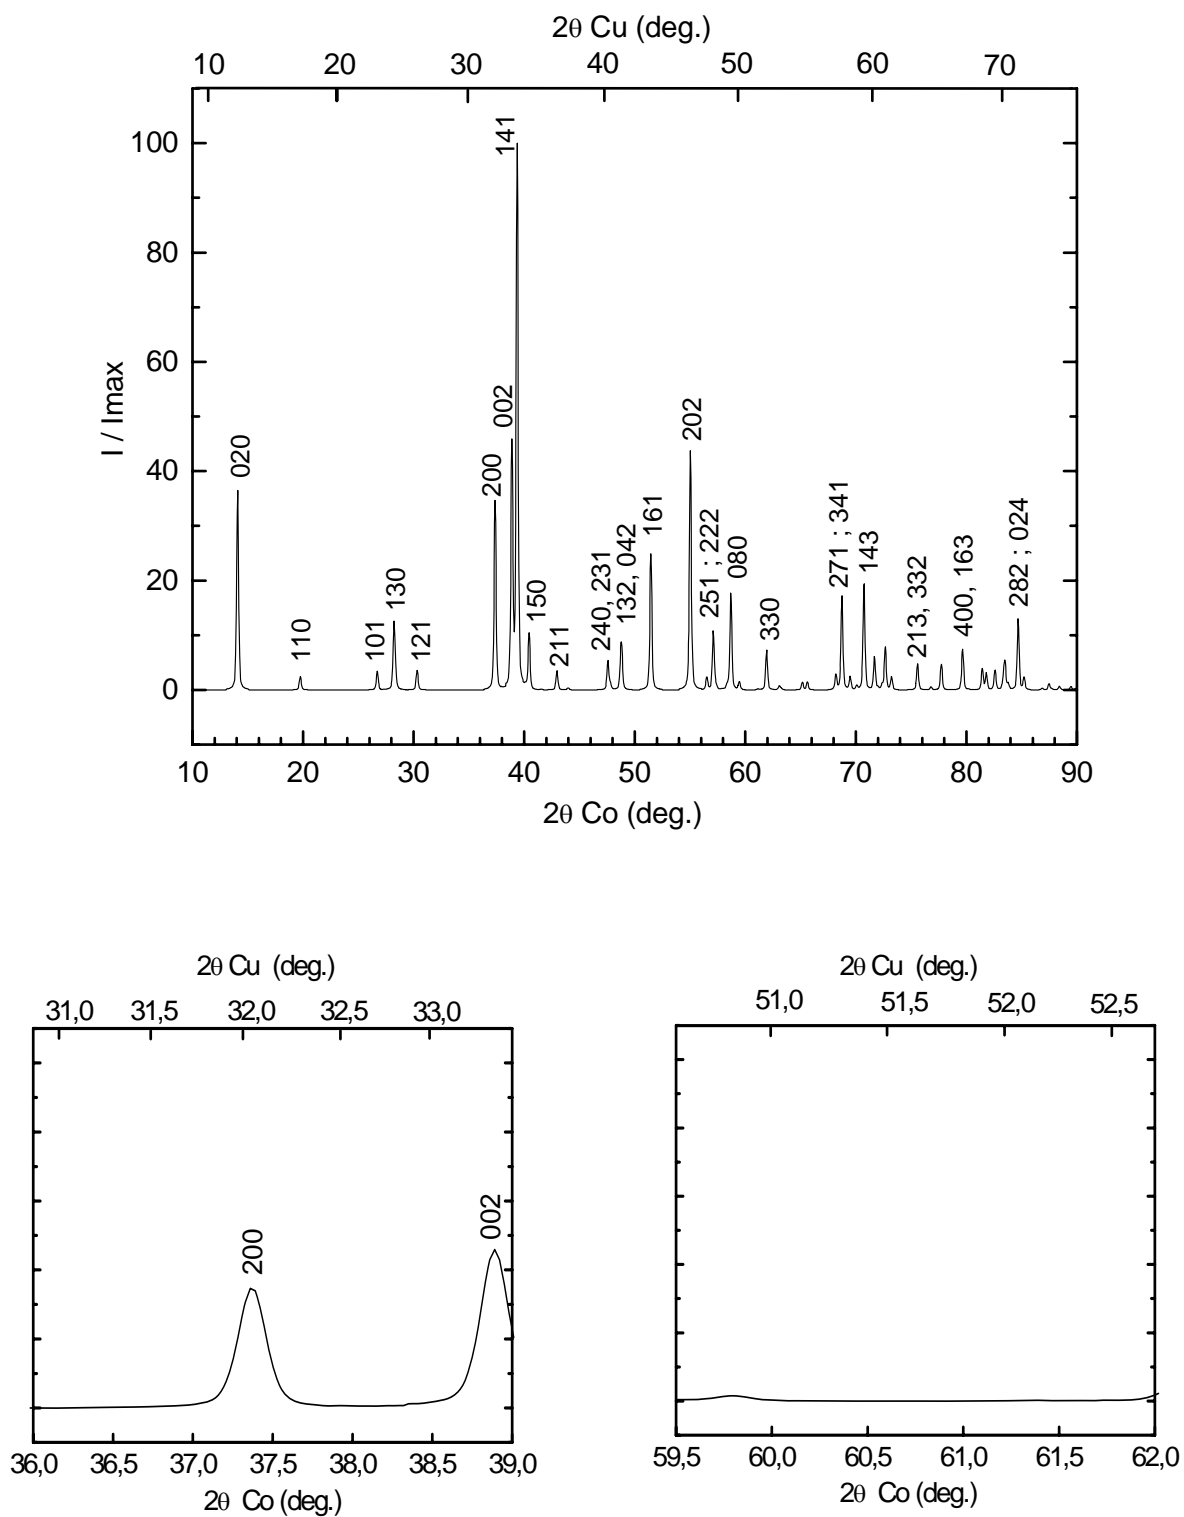 2θ Cu (deg.)
10 20 30 40 50 60 70
100
80
60
40
20
0
I / Imax
020
110
101
130
121
200
002
141
150
211
240, 231
132, 042
161
202
251 ; 222
080
330
271 ; 341
143
213, 332
400, 163
282 ; 024
10 20 30 40 50 60 70 80 90
2θ Co (deg.)
2θ Cu (deg.)
31,0 31,5 32,0 32,5 33,0
200
002
36,0 36,5 37,0 37,5 38,0 38,5 39,0
2θ Co (deg.)
2θ Cu (deg.)
51,0 51,5 52,0 52,5
59,5 60,0 60,5 61,0 61,5 62,0
2θ Co (deg.)